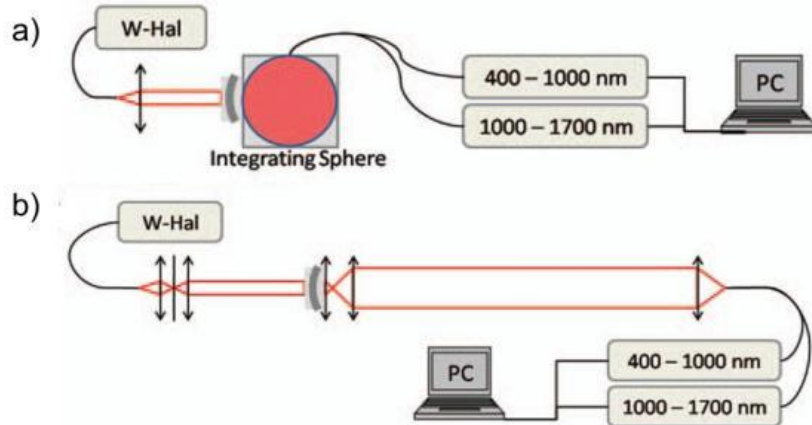 a)
W-Hal
400 – 1000 nm
1000 – 1700 nm
PC
Integrating Sphere
b)
W-Hal
PC
400 – 1000 nm
1000 – 1700 nm